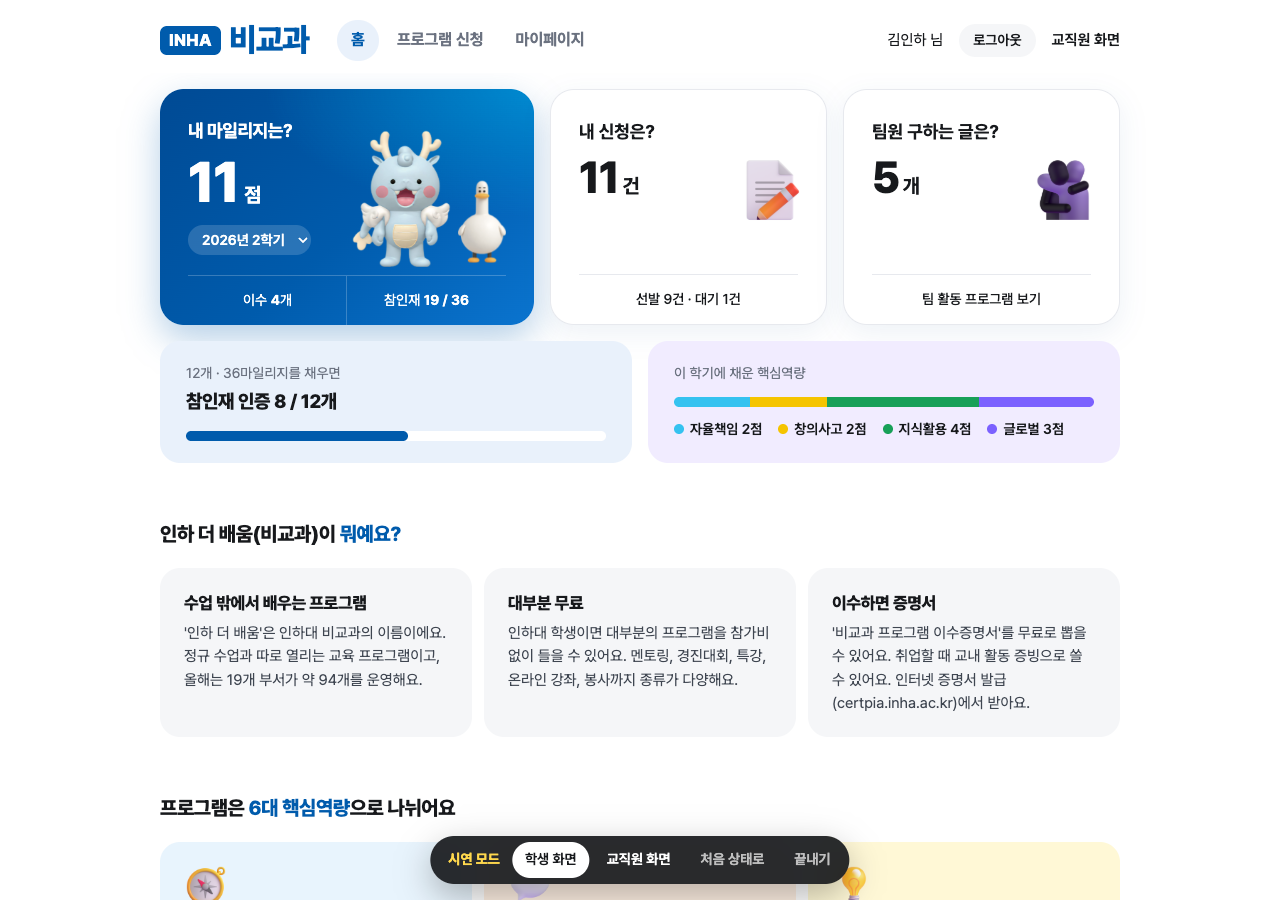 INHA 비교과
홈
프로그램 신청
마이페이지
김인하 님
로그아웃
교직원 화면
내 마일리지는?
11 점
2026년 2학기
이수 4개
참인재 19 / 36
내 신청은?
11 건
선발 9건 · 대기 1건
팀원 구하는 글은?
5 개
팀 활동 프로그램 보기
12개 · 36마일리지를 채우면
참인재 인증 8 / 12개
이 학기에 채운 핵심역량
자율책임 2점
창의사고 2점
지식활용 4점
글로벌 3점
인하 더 배움(비교과)이 뭐예요?
수업 밖에서 배우는 프로그램
'인하 더 배움'은 인하대 비교과의 이름이에요.
정규 수업과 따로 열리는 교육 프로그램이고,
올해는 19개 부서가 약 94개를 운영해요.
대부분 무료
인하대 학생이면 대부분의 프로그램을 참가비
없이 들을 수 있어요. 멘토링, 경진대회, 특강,
온라인 강좌, 봉사까지 종류가 다양해요.
이수하면 증명서
'비교과 프로그램 이수증명서'를 무료로 뽑을
수 있어요. 취업할 때 교내 활동 증빙으로 쓸
수 있어요. 인터넷 증명서 발급
(certpia.inha.ac.kr)에서 받아요.
프로그램은 6대 핵심역량으로 나뉘어요
시연 모드
학생 화면
교직원 화면
처음 상태로
끝내기